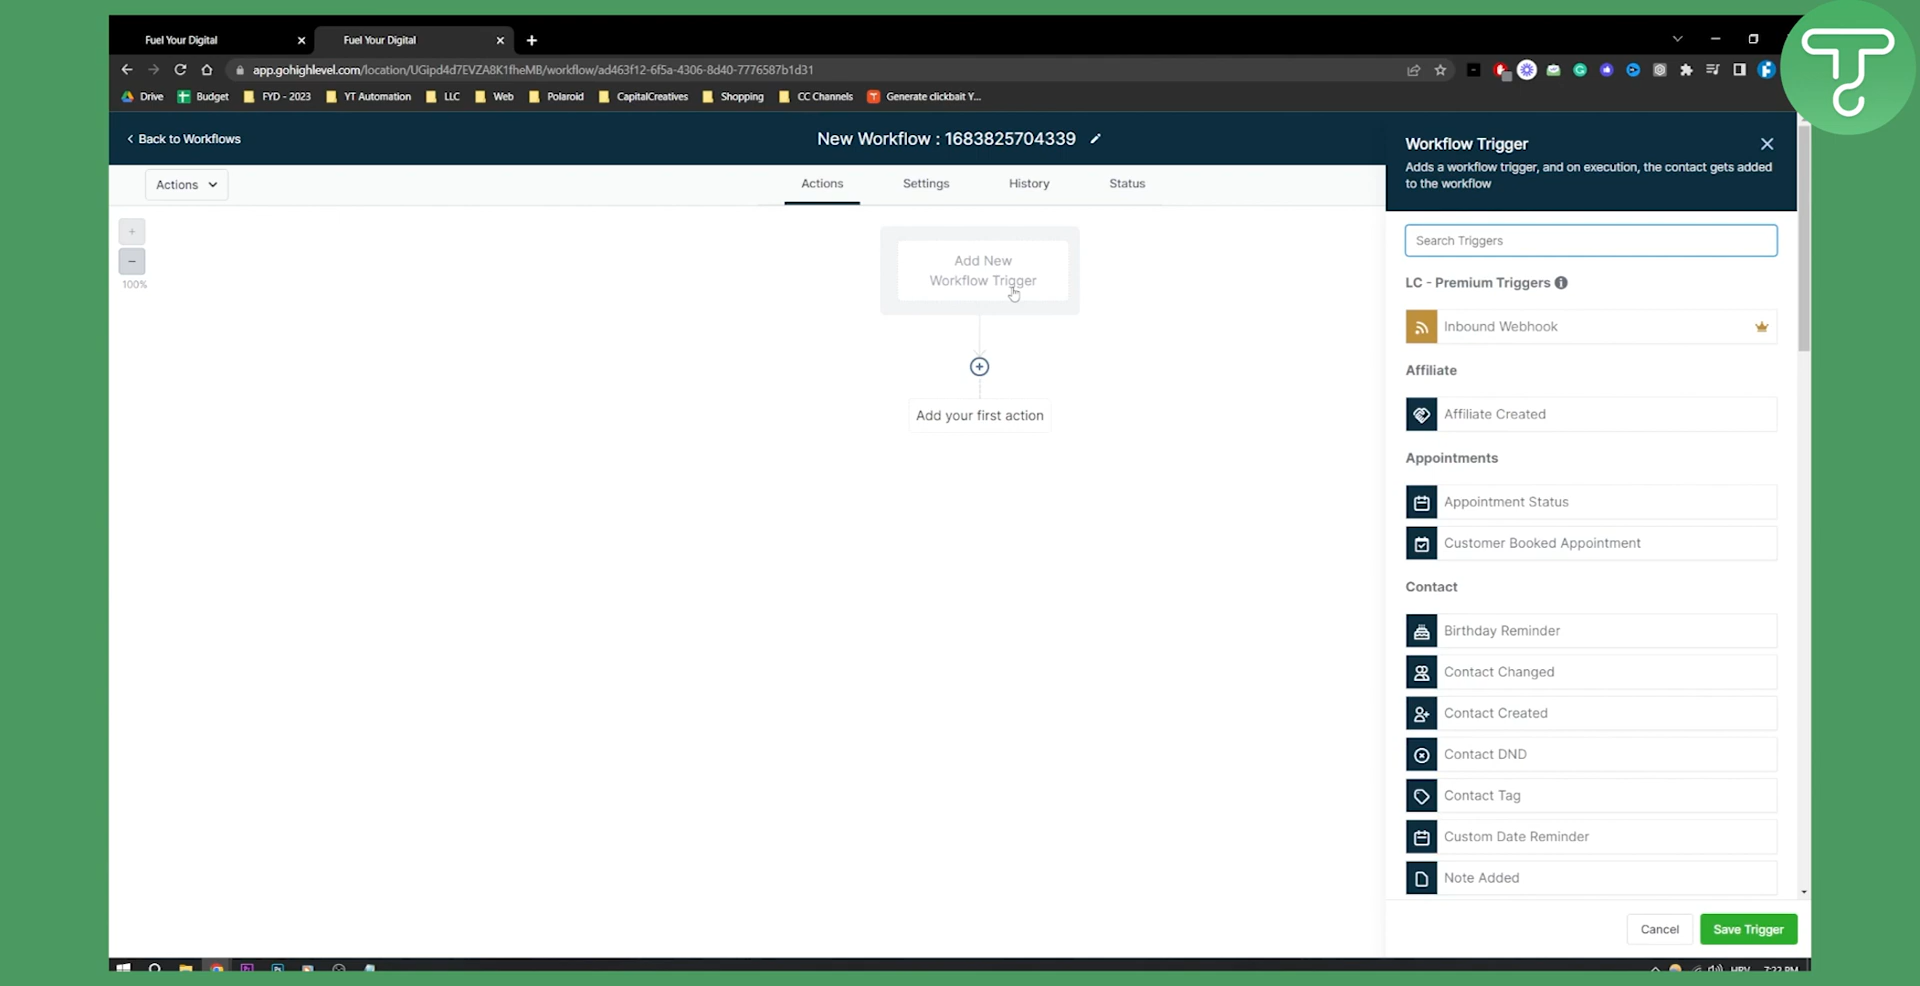 Fuel Your Digital
Fuel Your Digital
app.gohighlevel.com/location/UGipd4d7EVZA8K1fheMB/workflow/ad463f12-6f5a-4306-8d40-7776587b1d31
Drive
Budget
FYD - 2023
YT Automation
LLC
Web
Polaroid
CapitalCreatives
Shopping
CC Channels
Generate clickbait Y...
Back to Workflows
New Workflow : 1683825704339
Actions
Actions
Settings
History
Status
100%
Add New
Workflow Trigger
Add your first action
Workflow Trigger
Adds a workflow trigger, and on execution, the contact gets added
to the workflow
Search Triggers
LC - Premium Triggers
Inbound Webhook
Affiliate
Affiliate Created
Appointments
Appointment Status
Customer Booked Appointment
Contact
Birthday Reminder
Contact Changed
Contact Created
Contact DND
Contact Tag
Custom Date Reminder
Note Added
Cancel
Save Trigger
HRV
7:22 PM